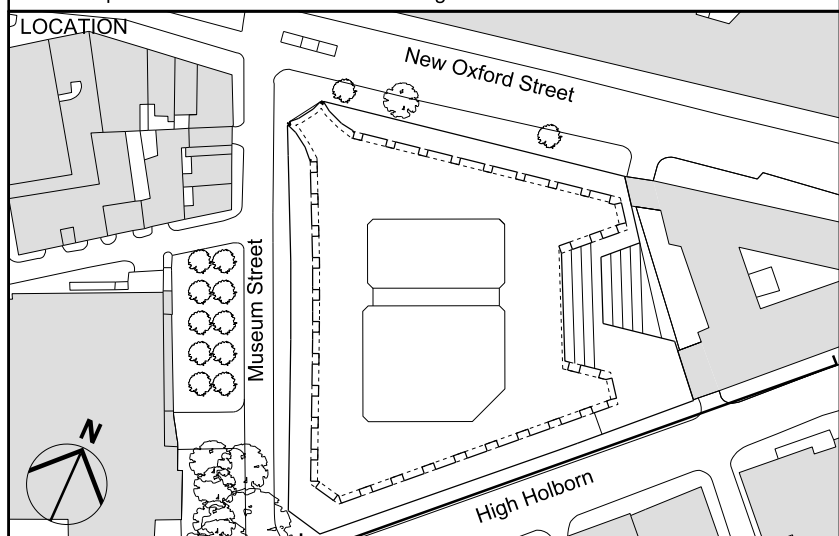 LOCATION
New Oxford Street
Museum Street
N
High Holborn